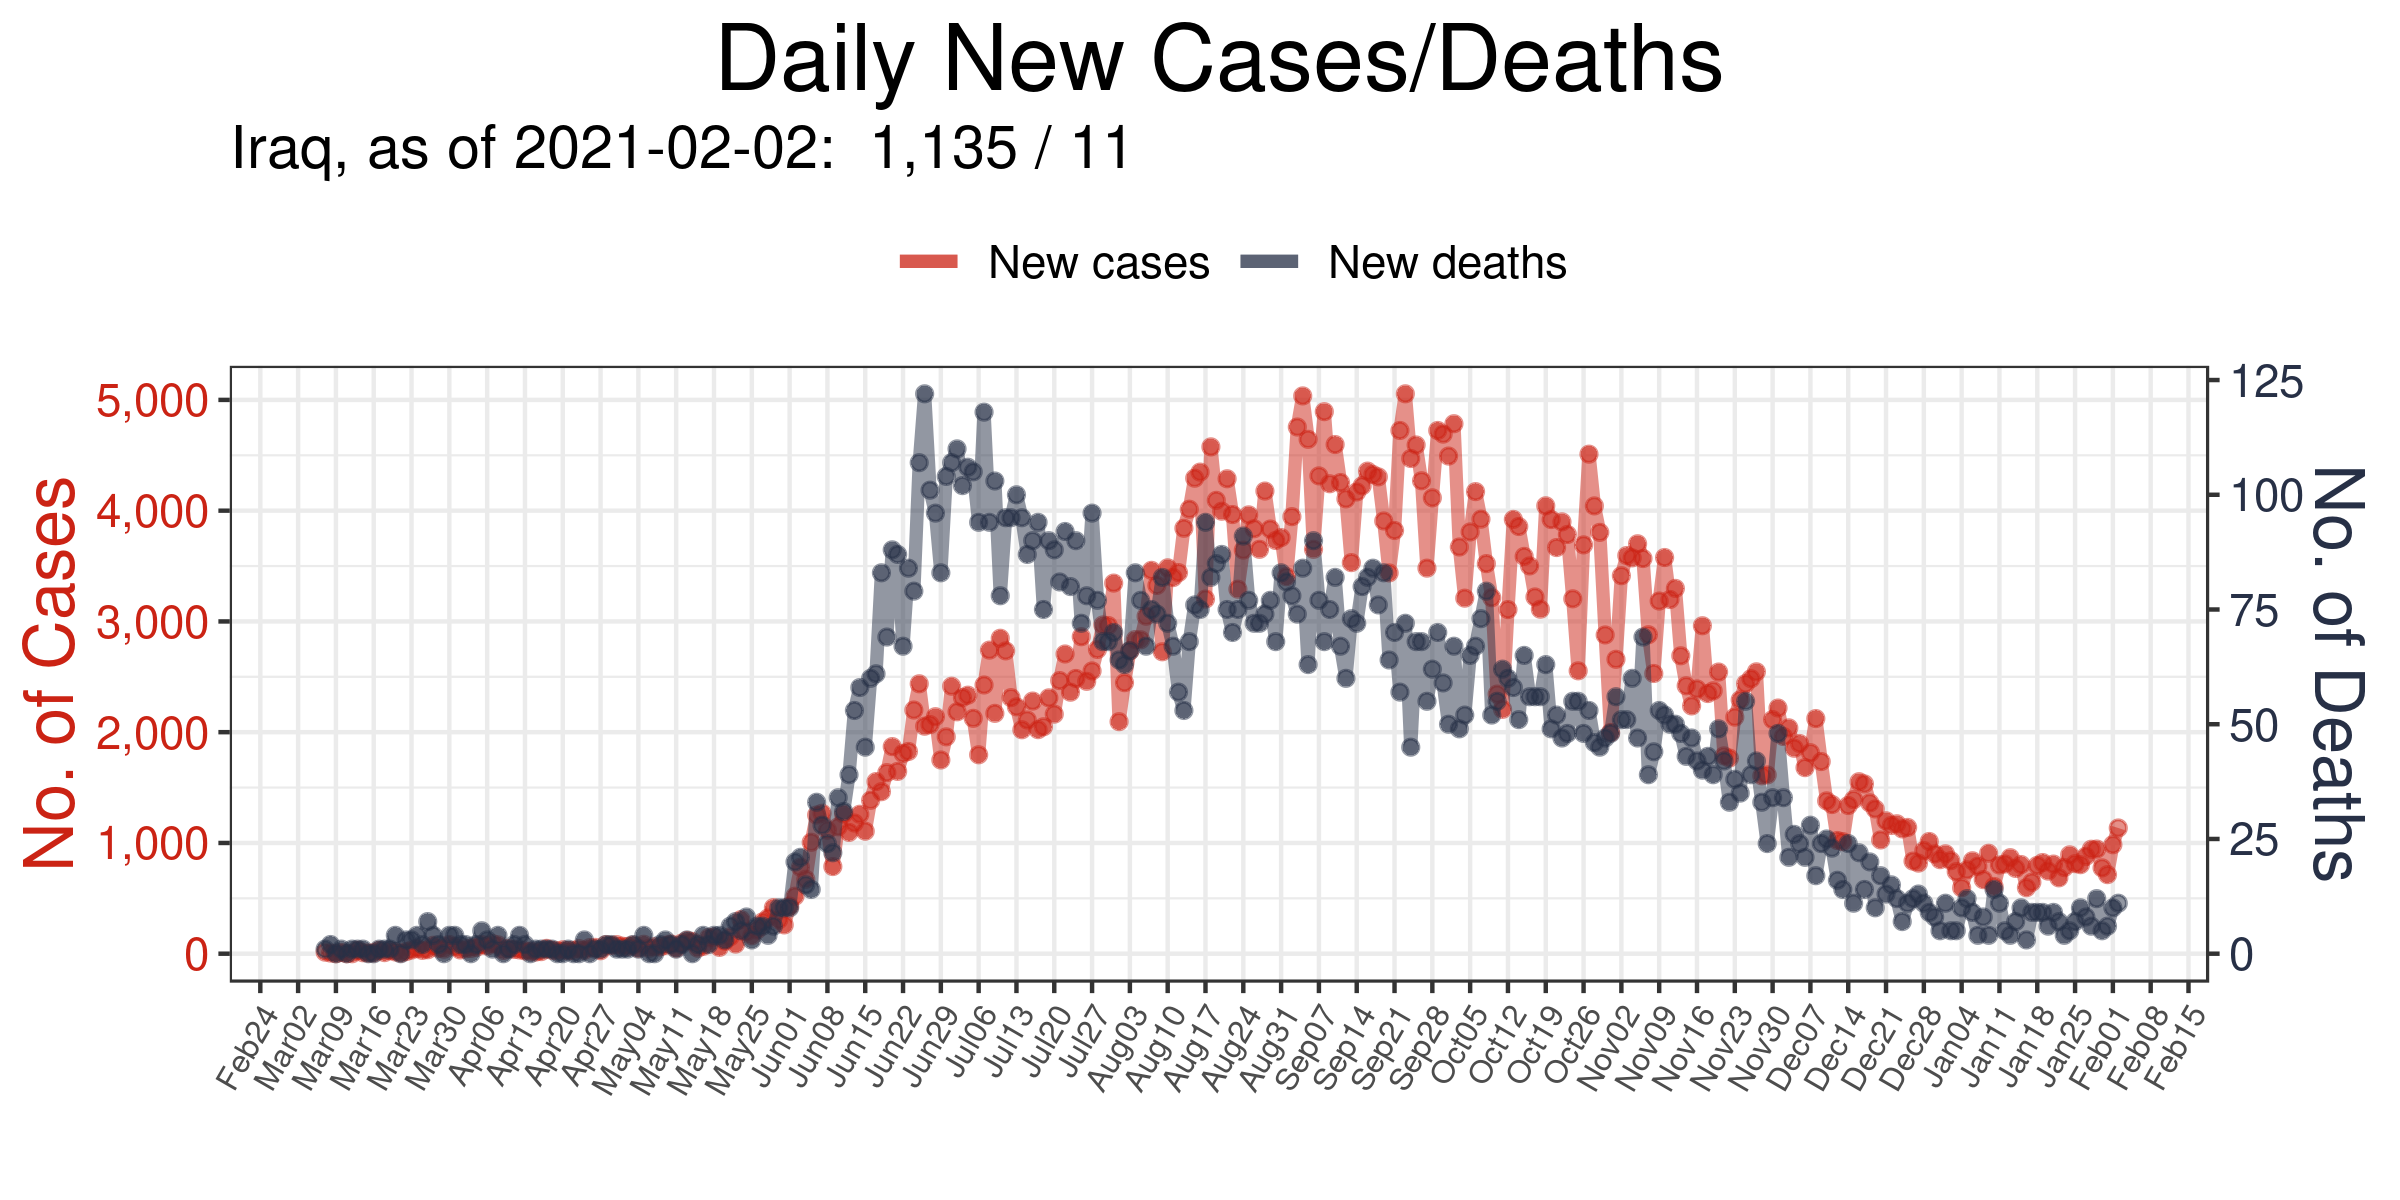 Daily New Cases/Deaths
Iraq, as of 2021-02-02:  1,135 / 11
New cases New deaths
No. of Cases
5,000
4,000
3,000
2,000
1,000
0
125
100
75
50
25
0
No. of Deaths
Feb24 Mar02 Mar09 Mar16 Mar23 Mar30 Apr06 Apr13 Apr20 Apr27 May04 May11 May18 May25 Jun01 Jun08 Jun15 Jun22 Jun29 Jul06 Jul13 Jul20 Jul27 Aug03 Aug10 Aug17 Aug24 Aug31 Sep07 Sep14 Sep21 Sep28 Oct05 Oct12 Oct19 Oct26 Nov02 Nov09 Nov16 Nov23 Nov30 Dec07 Dec14 Dec21 Dec28 Jan04 Jan11 Jan18 Jan25 Feb01 Feb08 Feb15